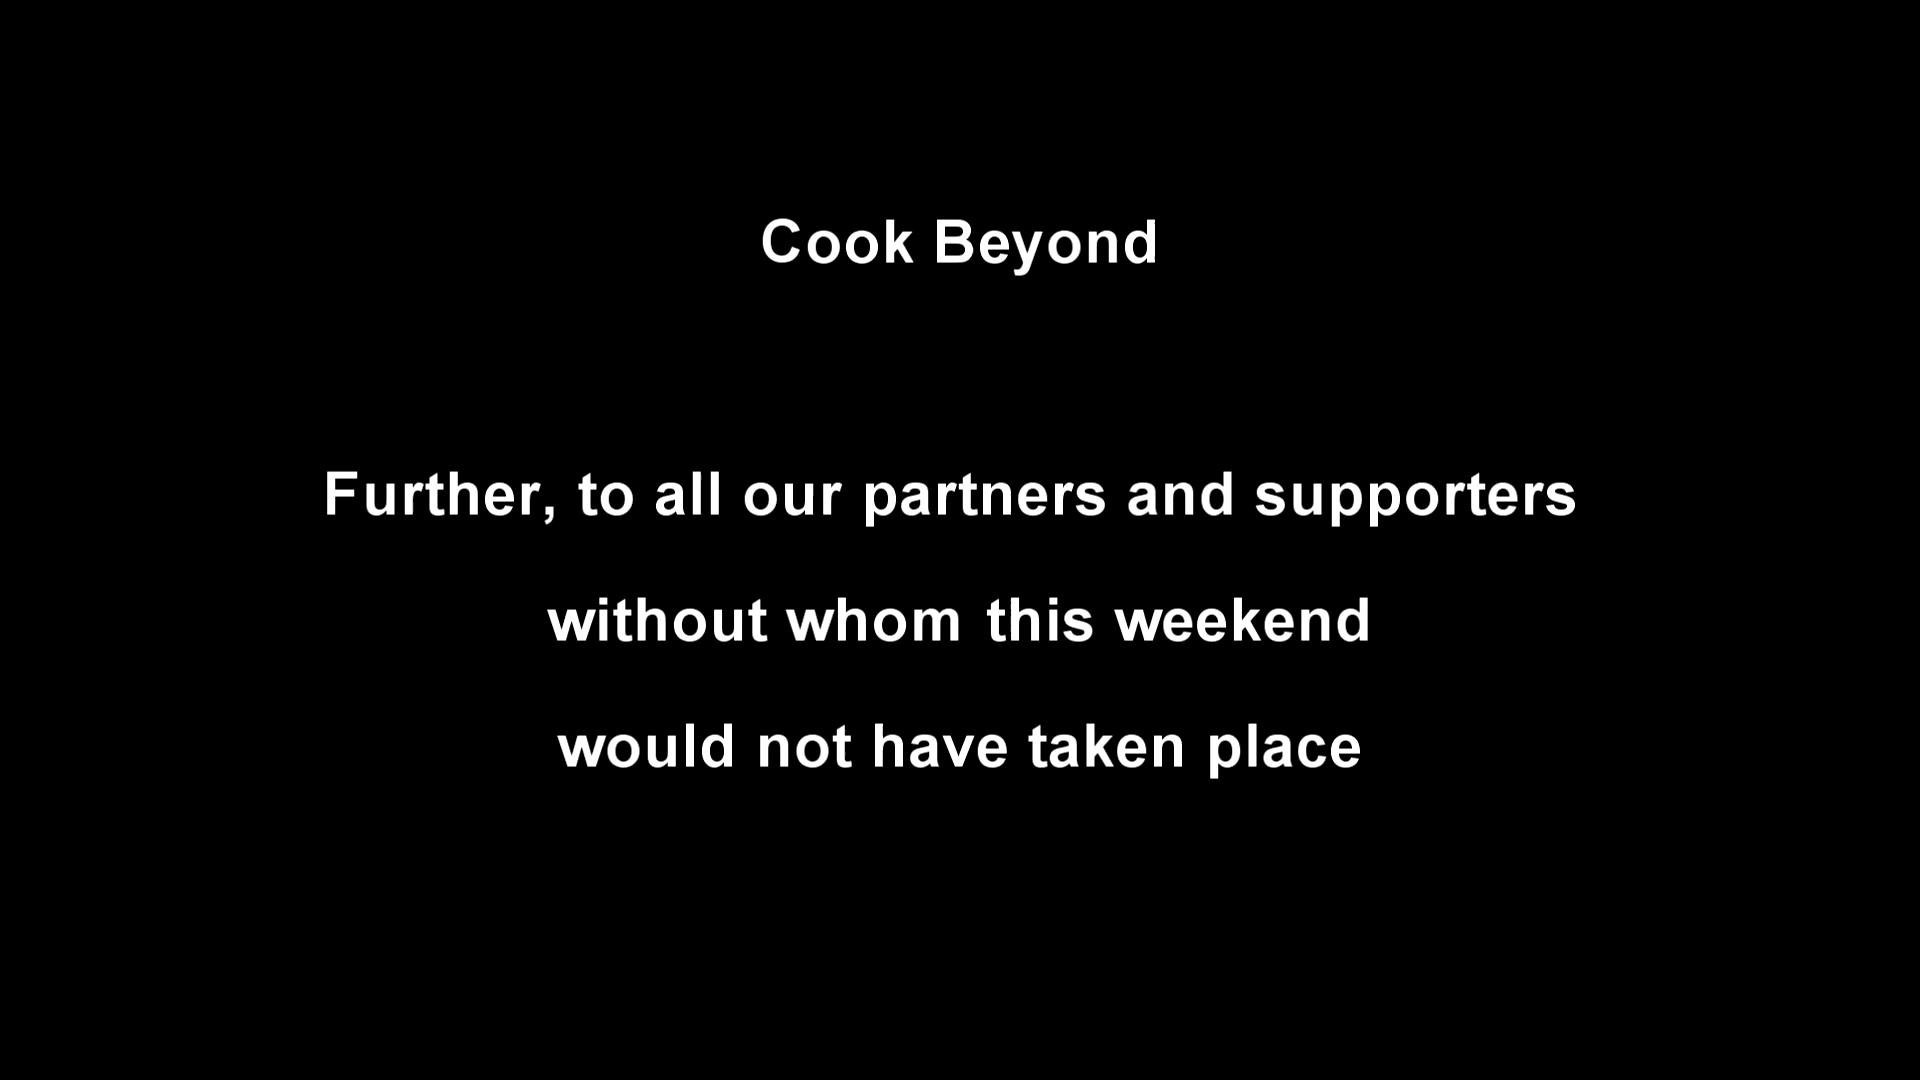 Cook Beyond
Further, to all our partners and supporters
without whom this weekend
would not have taken place